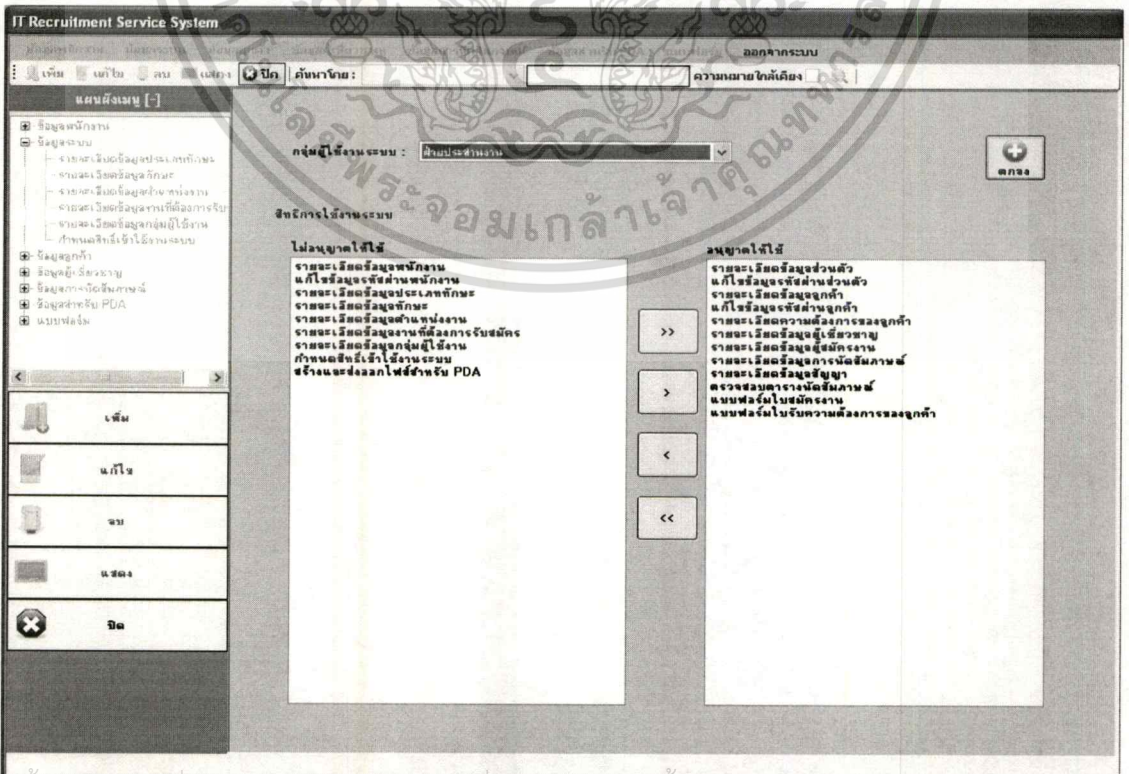 IT Recruitment Service System
ออกจากระบบ
เพิ่ม แก้ไข ลบ แสดง ปิด ค้นหาโดย : ความหมายใกล้เคียง
แผนผังเมนู [-]
ข้อมูลพนักงาน
ข้อมูลระบบ
รายละเอียดข้อมูลประเภททักษะ
รายละเอียดข้อมูลทักษะ
รายละเอียดข้อมูลตำแหน่งงาน
รายละเอียดข้อมูลงานที่ต้องการรับ
รายละเอียดข้อมูลกลุ่มผู้ใช้งาน
กำหนดสิทธิ์เข้าใช้งานระบบ
ข้อมูลลูกค้า
ข้อมูลผู้เชี่ยวชาญ
ข้อมูลการนัดสัมภาษณ์
ข้อมูลสำหรับ PDA
แบบฟอร์ม
เพิ่ม
แก้ไข
ลบ
แสดง
ปิด
กลุ่มผู้ใช้งานระบบ : ฝ่ายประสานงาน
ตกลง
สิทธิการใช้งานระบบ
ไม่อนุญาตให้ใช้
รายละเอียดข้อมูลพนักงาน
แก้ไขข้อมูลรหัสผ่านพนักงาน
รายละเอียดข้อมูลประเภททักษะ
รายละเอียดข้อมูลทักษะ
รายละเอียดข้อมูลตำแหน่งงาน
รายละเอียดข้อมูลงานที่ต้องการรับสมัคร
รายละเอียดข้อมูลกลุ่มผู้ใช้งาน
กำหนดสิทธิ์เข้าใช้งานระบบ
สร้างและส่งออกไฟล์สำหรับ PDA
>>
>
<
<<
อนุญาตให้ใช้
รายละเอียดข้อมูลส่วนตัว
แก้ไขข้อมูลรหัสผ่านส่วนตัว
รายละเอียดข้อมูลลูกค้า
แก้ไขข้อมูลรหัสผ่านลูกค้า
รายละเอียดความต้องการของลูกค้า
รายละเอียดข้อมูลผู้เชี่ยวชาญ
รายละเอียดข้อมูลผู้สมัครงาน
รายละเอียดข้อมูลการนัดสัมภาษณ์
รายละเอียดข้อมูลสัญญา
ตรวจสอบตารางนัดสัมภาษณ์
แบบฟอร์มใบสมัครงาน
แบบฟอร์มใบรับความต้องการของลูกค้า